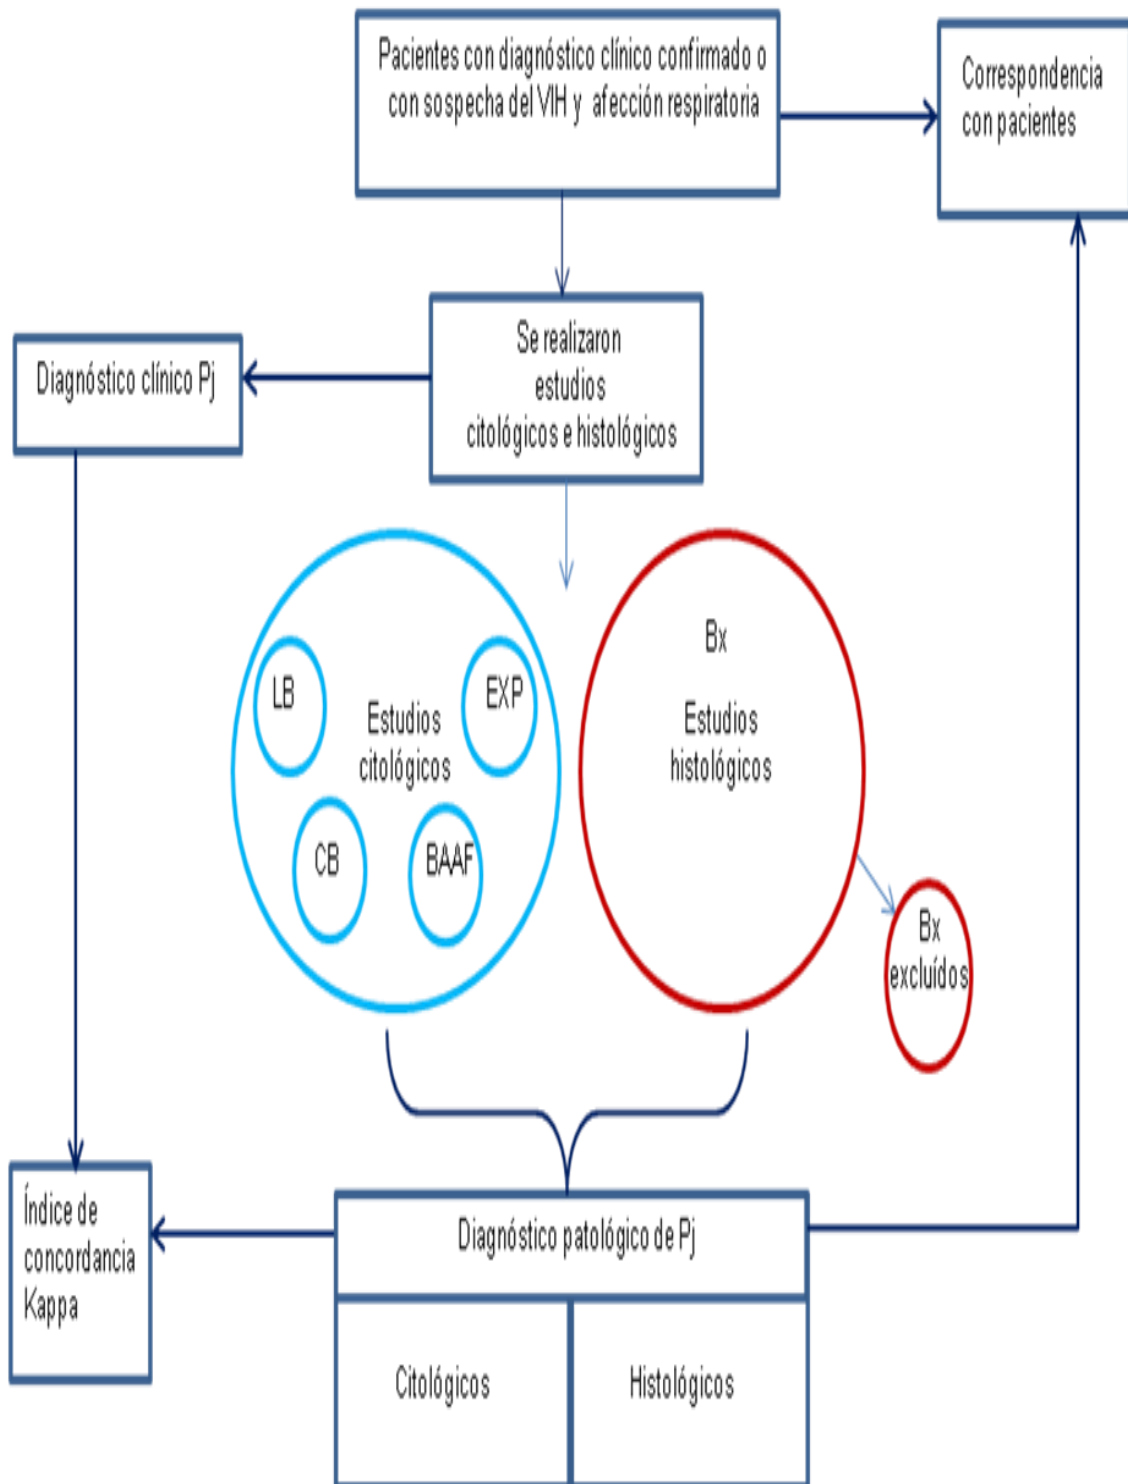 Pacientes con diagnóstico clínico confirmado o
con sospecha del VIH y afección respiratoria
Correspondencia
con pacientes
Se realizaron
estudios
citológicos e histológicos
Diagnóstico clínico Pj
LB
EXP
Estudios
citológicos
CB
BAAF
Bx
Estudios
histológicos
Bx
excluídos
Índice de
concordancia
Kappa
Diagnóstico patológico de Pj
Citológicos
Histológicos